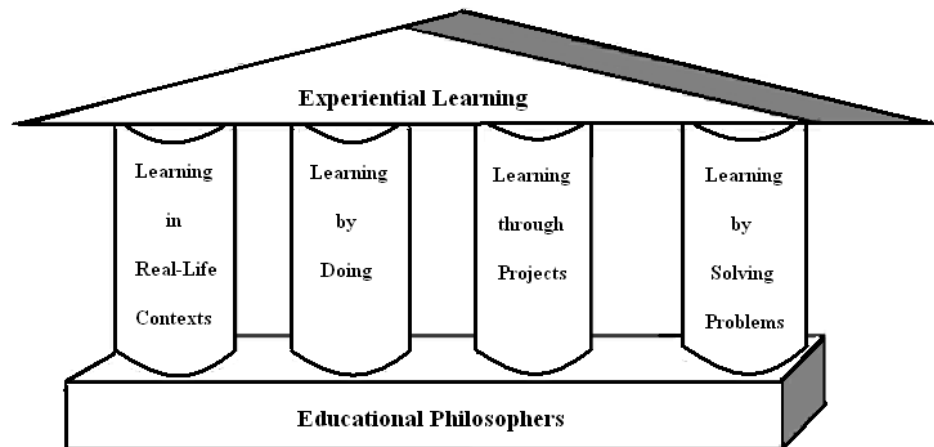 Experiential Learning
Learning
in
Real-Life
Contexts
Learning
by
Doing
Learning
through
Projects
Learning
by
Solving
Problems
Educational Philosophers